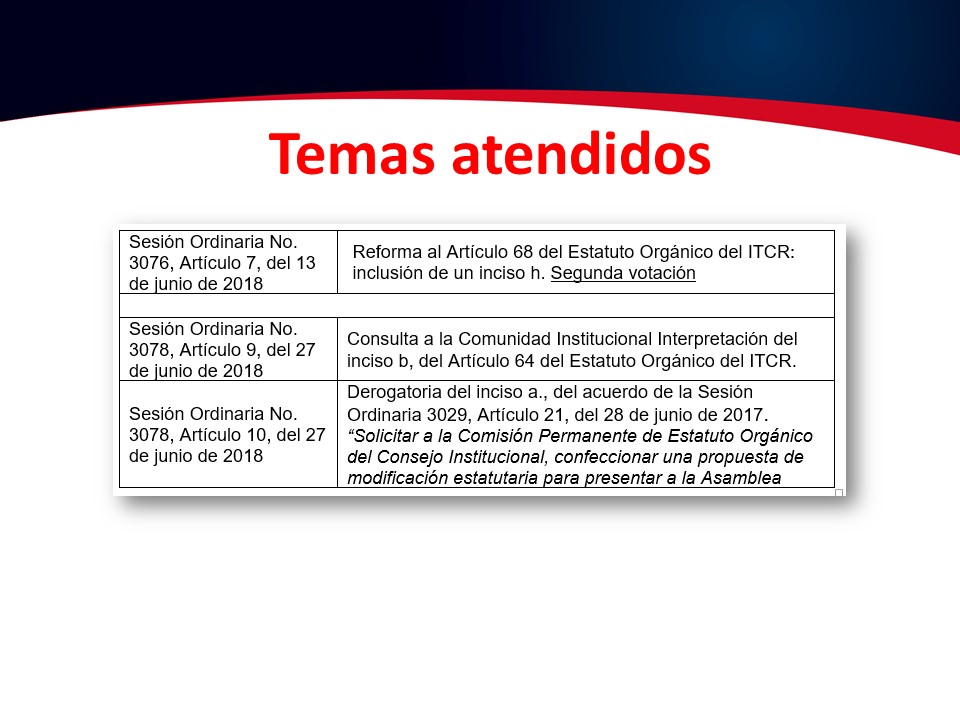 Temas atendidos
Sesión Ordinaria No.
3076, Artículo 7, del 13
de junio de 2018
Reforma al Artículo 68 del Estatuto Orgánico del ITCR:
inclusión de un inciso h. Segunda votación
Sesión Ordinaria No.
3078, Artículo 9, del 27
de junio de 2018
Consulta a la Comunidad Institucional Interpretación del
inciso b, del Artículo 64 del Estatuto Orgánico del ITCR.
Sesión Ordinaria No.
3078, Artículo 10, del 27
de junio de 2018
Derogatoria del inciso a., del acuerdo de la Sesión
Ordinaria 3029, Artículo 21, del 28 de junio de 2017.
“Solicitar a la Comisión Permanente de Estatuto Orgánico
del Consejo Institucional, confeccionar una propuesta de
modificación estatutaria para presentar a la Asamblea